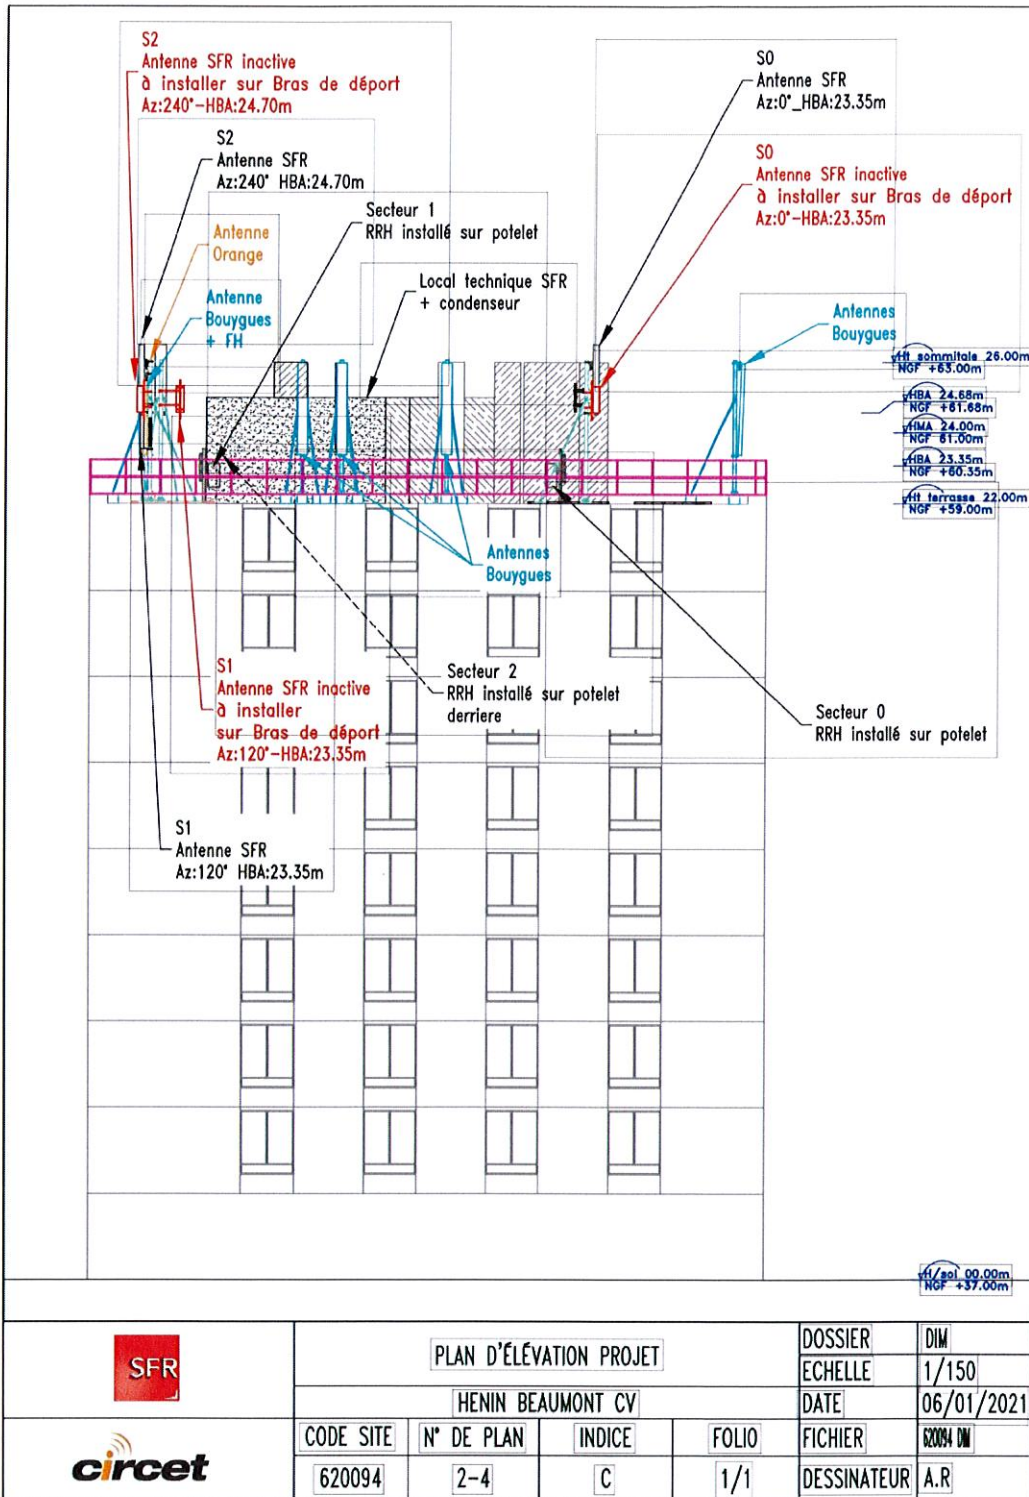 S2
Antenne SFR inactive
à installer sur Bras de déport
Az:240°-HBA:24.70m
S2
Antenne SFR
Az:240° HBA:24.70m
Antenne
Orange
Antenne
Bouygues
+ FH
Secteur 1
RRH installé sur potelet
Local technique SFR
+ condenseur
S0
Antenne SFR
Az:0°_HBA:23.35m
S0
Antenne SFR inactive
à installer sur Bras de déport
Az:0°-HBA:23.35m
Antennes
Bouygues
Ht sommitale 26.00m
NGF +63.00m
HBA 24.68m
NGF +61.68m
HMA 24.00m
NGF 61.00m
HBA 23.35m
NGF +60.35m
Ht terrasse 22.00m
NGF +59.00m
Antennes
Bouygues
S1
Antenne SFR inactive
à installer
sur Bras de déport
Az:120°-HBA:23.35m
Secteur 2
RRH installé sur potelet
derriere
Secteur 0
RRH installé sur potelet
S1
Antenne SFR
Az:120° HBA:23.35m
H/sol 00.00m
NGF +37.00m
SFR
circet
PLAN D'ÉLÉVATION PROJET
HENIN BEAUMONT CV
CODE SITE N° DE PLAN INDICE FOLIO
620094 2-4 C 1/1
DOSSIER DIM
ECHELLE 1/150
DATE 06/01/2021
FICHIER 620094 DIM
DESSINATEUR A.R